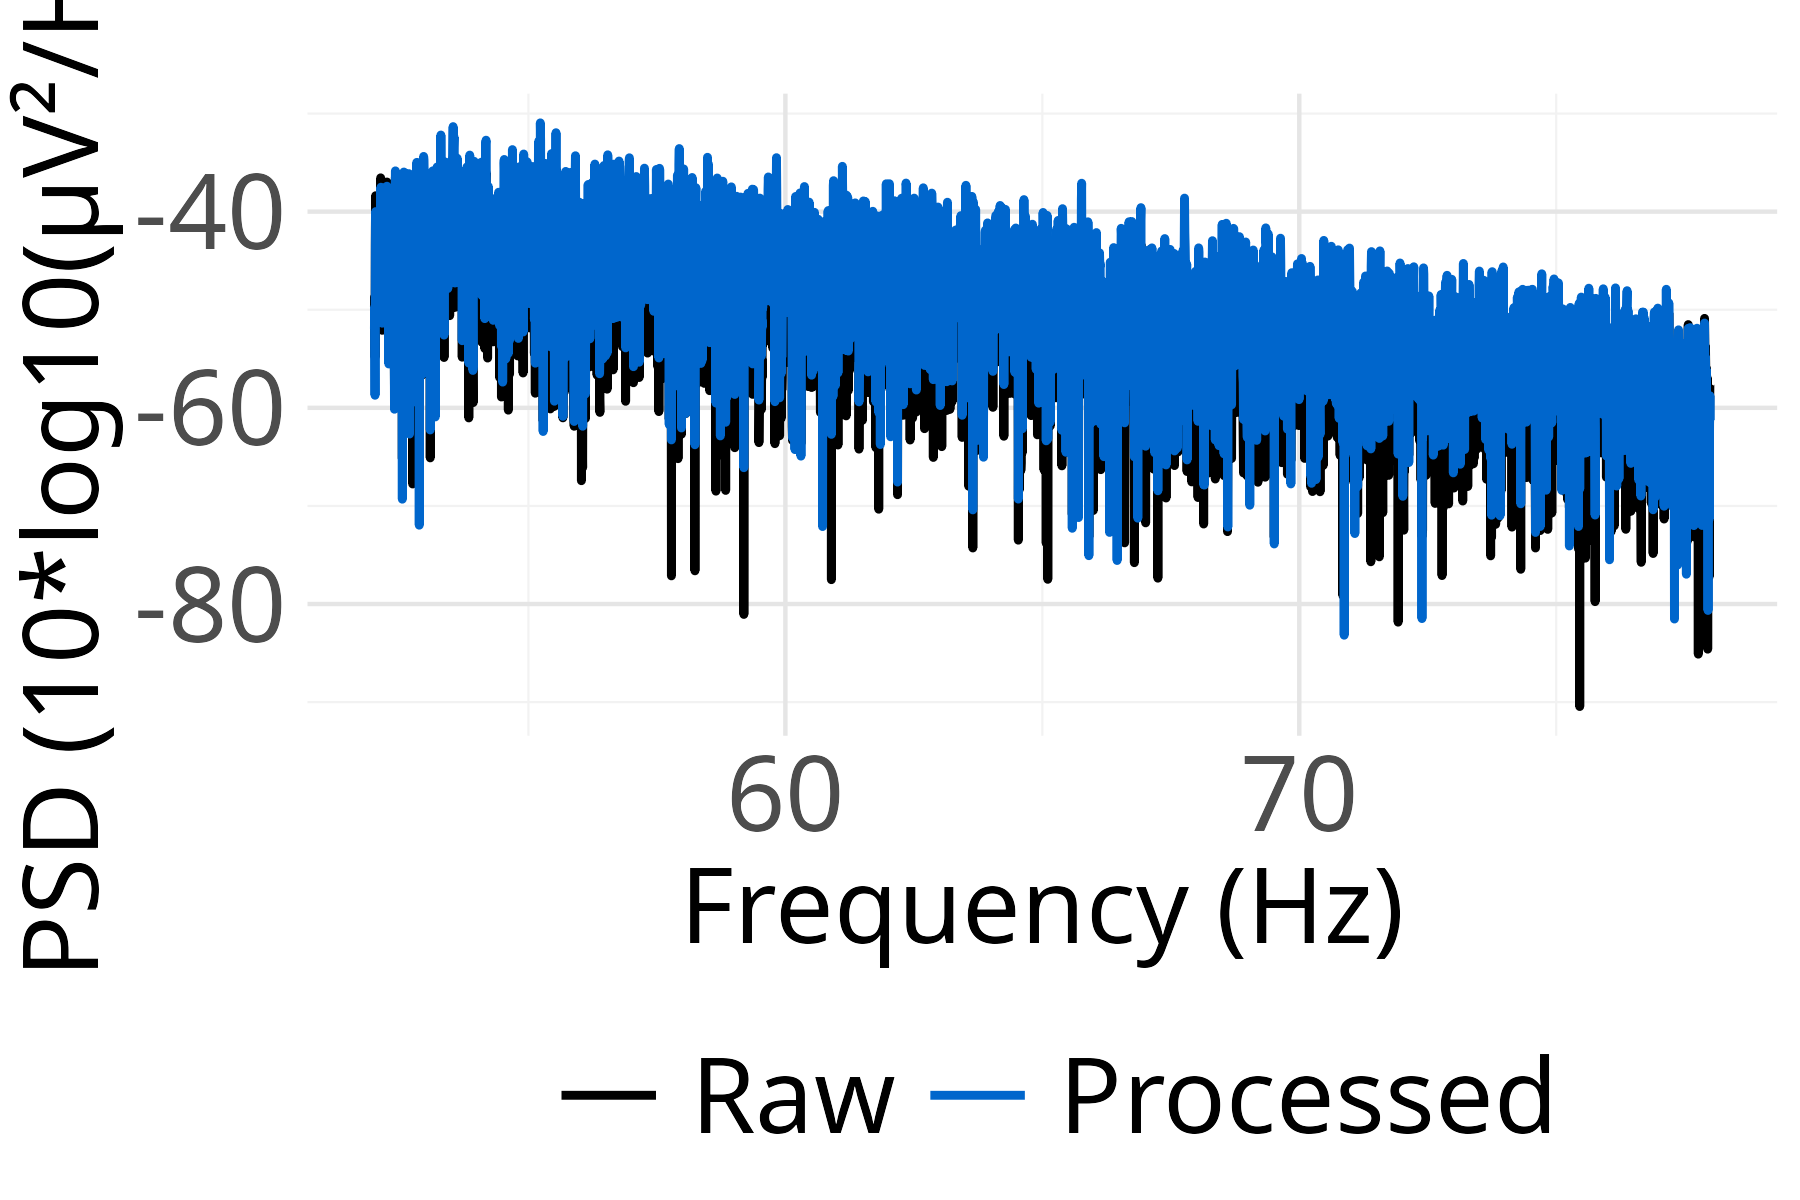 PSD (10*log10(µV²/H
-40
-60
-80
60 70
Frequency (Hz)
Raw Processed